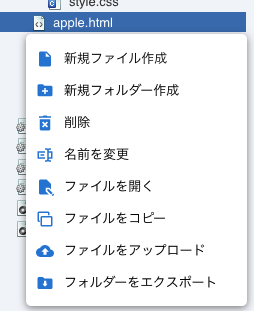 style.css
apple.html
新規ファイル作成
新規フォルダー作成
削除
名前を変更
ファイルを開く
ファイルをコピー
ファイルをアップロード
フォルダーをエクスポート